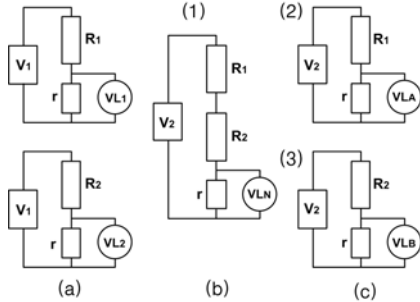 (1)
(2)
R1
V1
r
VL1
R1
R2
V2
r
VLN
R1
V2
r
VLA
(3)
R2
V1
r
VL2
R2
V2
r
VLB
(a)
(b)
(c)